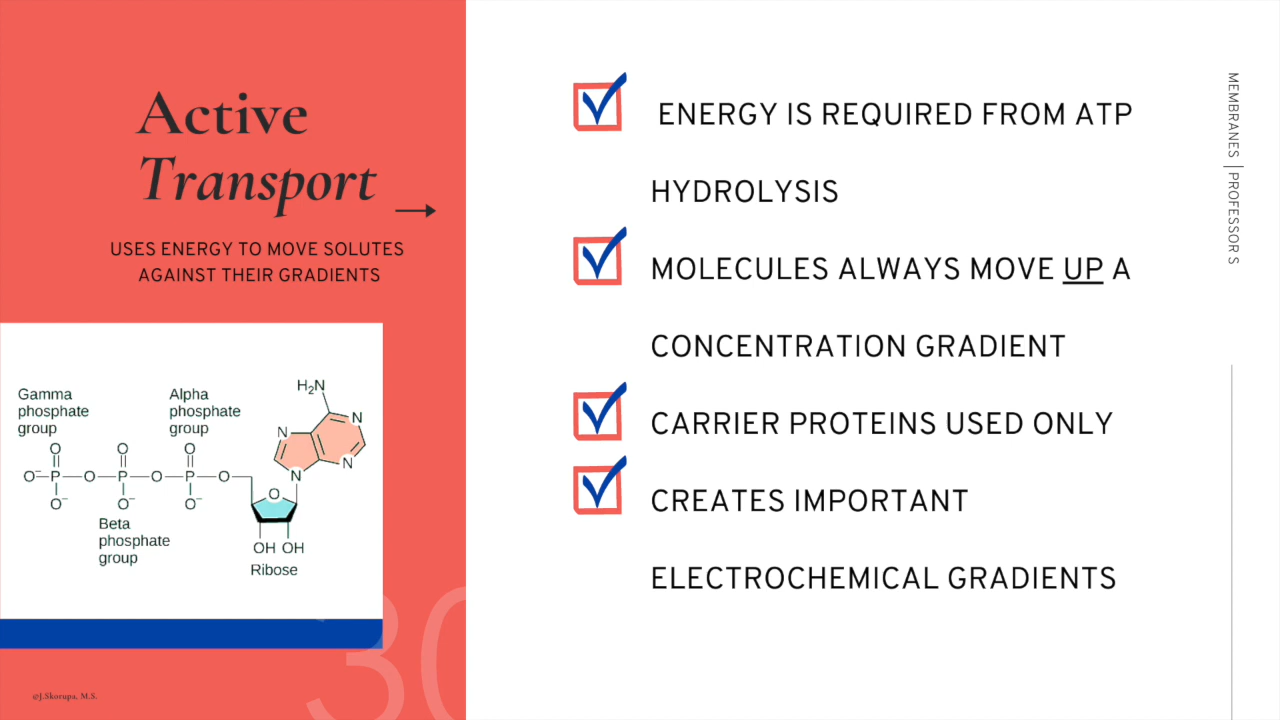 Active
Transport
USES ENERGY TO MOVE SOLUTES
AGAINST THEIR GRADIENTS
Gamma
phosphate
group
Alpha
phosphate
group
H₂N
N
N
N
N
O O O
O⁻ P O P O P O
O⁻ O⁻ O⁻
O
Beta
phosphate
group
OH OH
Ribose
30
©J.Skorupa, M.S.
ENERGY IS REQUIRED FROM ATP
HYDROLYSIS
MOLECULES ALWAYS MOVE UP A
CONCENTRATION GRADIENT
CARRIER PROTEINS USED ONLY
CREATES IMPORTANT
ELECTROCHEMICAL GRADIENTS
MEMBRANES | PROFESSORS